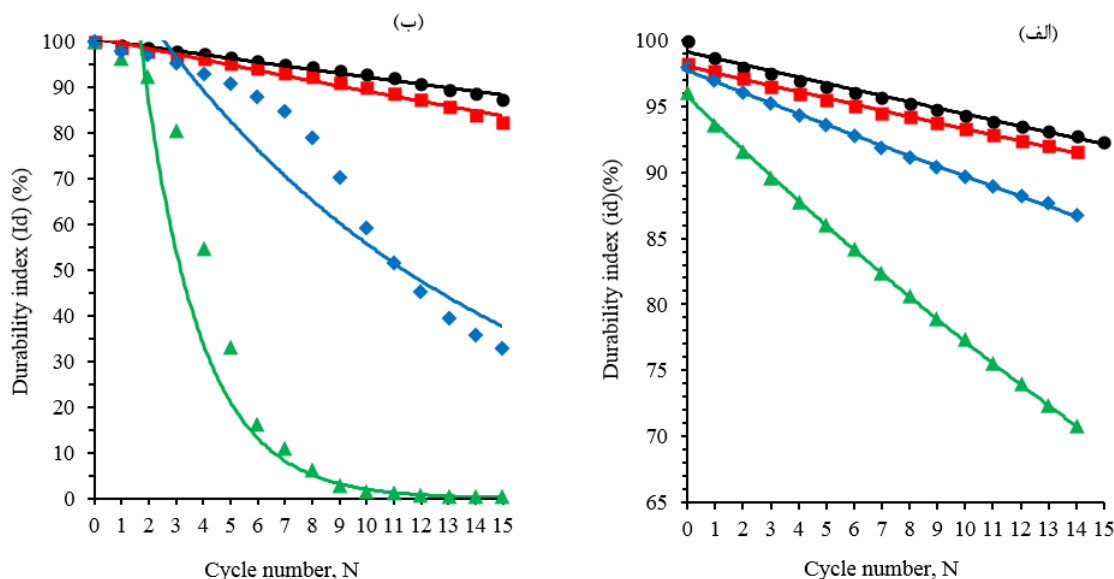 (ب)
Durability index (Id) (%)
100
90
80
70
60
50
40
30
20
10
0
0 1 2 3 4 5 6 7 8 9 10 11 12 13 14 15
Cycle number, N
(الف)
Durability index (id)(%)
100
95
90
85
80
75
70
65
0 1 2 3 4 5 6 7 8 9 10 11 12 13 14 15
Cycle number, N